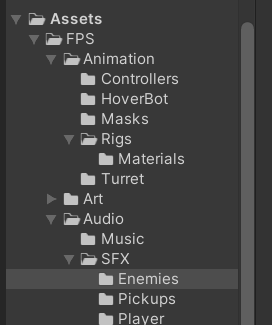 Assets
FPS
Animation
Controllers
HoverBot
Masks
Rigs
Materials
Turret
Art
Audio
Music
SFX
Enemies
Pickups
Player